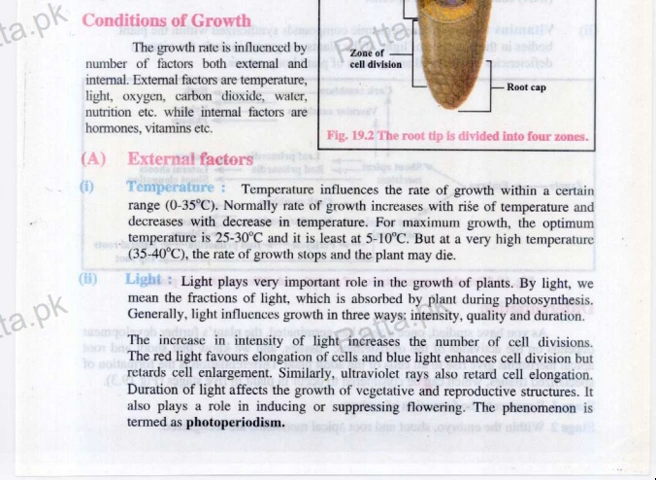 Conditions of Growth
The growth rate is influenced by
number of factors both external and
internal. External factors are temperature,
light, oxygen, carbon dioxide, water,
nutrition etc. while internal factors are
hormones, vitamins etc.
Zone of
cell division
Root cap
Fig. 19.2 The root tip is divided into four zones.
(A) External factors
(i) Temperature : Temperature influences the rate of growth within a certain
range (0-35°C). Normally rate of growth increases with rise of temperature and
decreases with decrease in temperature. For maximum growth, the optimum
temperature is 25-30°C and it is least at 5-10°C. But at a very high temperature
(35-40°C), the rate of growth stops and the plant may die.
(ii) Light : Light plays very important role in the growth of plants. By light, we
mean the fractions of light, which is absorbed by plant during photosynthesis.
Generally, light influences growth in three ways: intensity, quality and duration.
The increase in intensity of light increases the number of cell divisions.
The red light favours elongation of cells and blue light enhances cell division but
retards cell enlargement. Similarly, ultraviolet rays also retard cell elongation.
Duration of light affects the growth of vegetative and reproductive structures. It
also plays a role in inducing or suppressing flowering. The phenomenon is
termed as photoperiodism.
ta.pk
Ratta
ta.pk
Ratta.pk